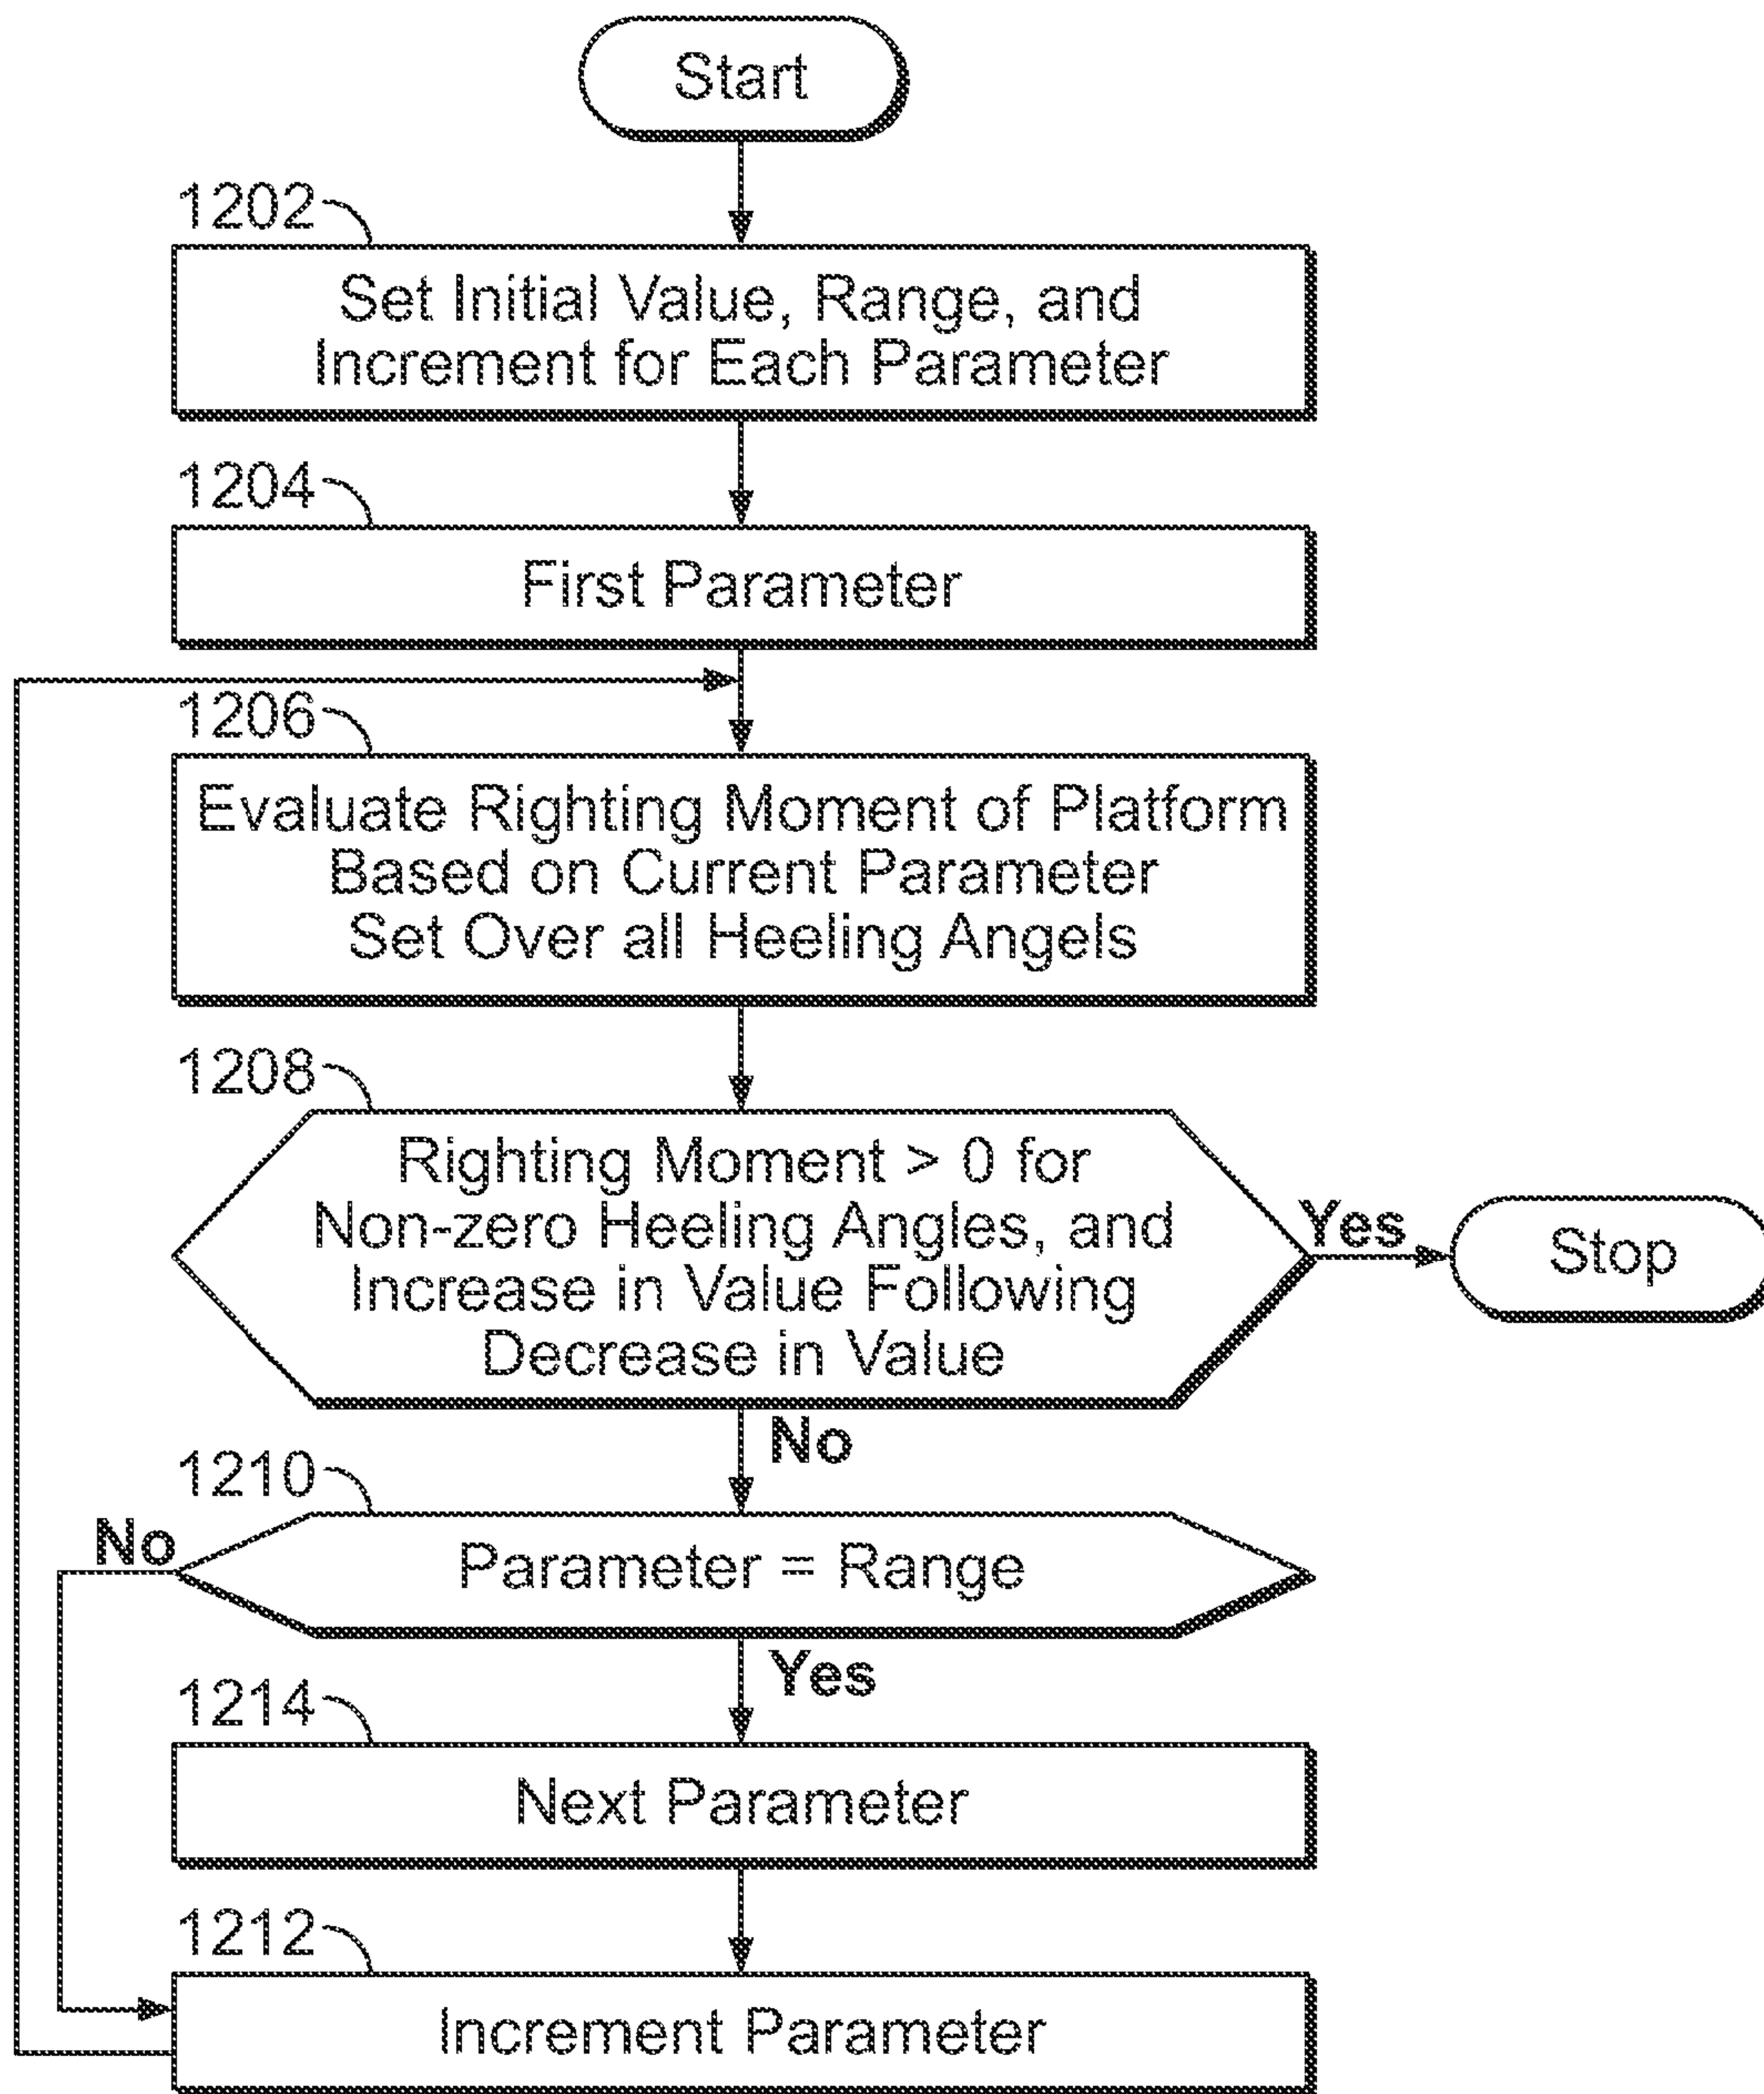 Start
1202
Set Initial Value, Range, and
Increment for Each Parameter
1204
First Parameter
1206
Evaluate Righting Moment of Platform
Based on Current Parameter
Set Over all Heeling Angels
1208
Righting Moment > 0 for
Non-zero Heeling Angles, and
Increase in Value Following
Decrease in Value
Yes
Stop
No
1210
No
Parameter = Range
Yes
1214
Next Parameter
1212
Increment Parameter